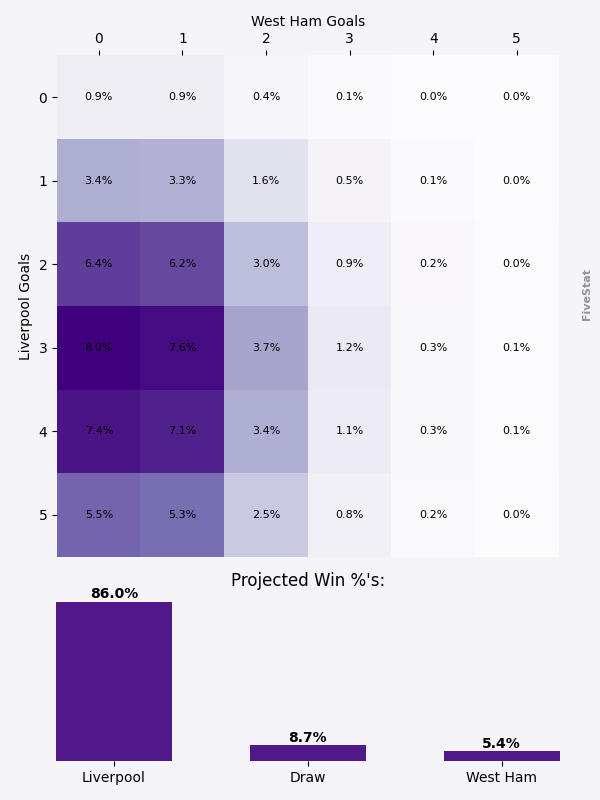 West Ham Goals
0 1 2 3 4 5
0 0.9% 0.9% 0.4% 0.1% 0.0% 0.0%
1 3.4% 3.3% 1.6% 0.5% 0.1% 0.0%
2 6.4% 6.2% 3.0% 0.9% 0.2% 0.0%
3 8.0% 7.6% 3.7% 1.2% 0.3% 0.1%
4 7.4% 7.1% 3.4% 1.1% 0.3% 0.1%
5 5.5% 5.3% 2.5% 0.8% 0.2% 0.0%
Liverpool Goals
FiveStat
Projected Win %'s:
86.0%
8.7%
5.4%
Liverpool Draw West Ham